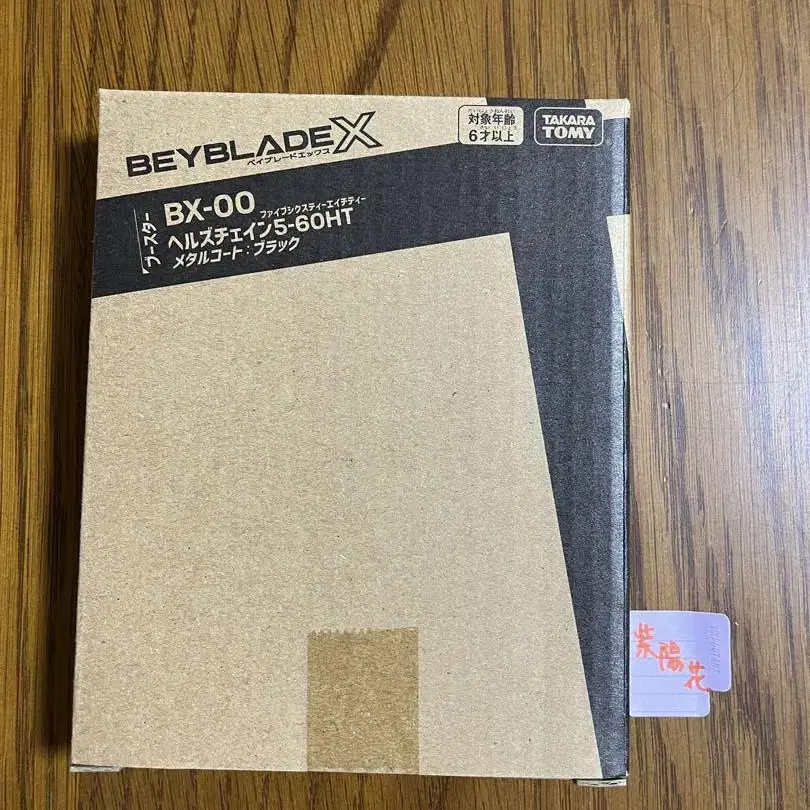 BEYBLADE X
ベイブレードエックス
対象年齢
6才以上
TAKARA
TOMY
ブースター
BX-00
ファイブシックスティーエイチティー
ヘルズチェイン5-60HT
メタルコート：ブラック
紫陽花